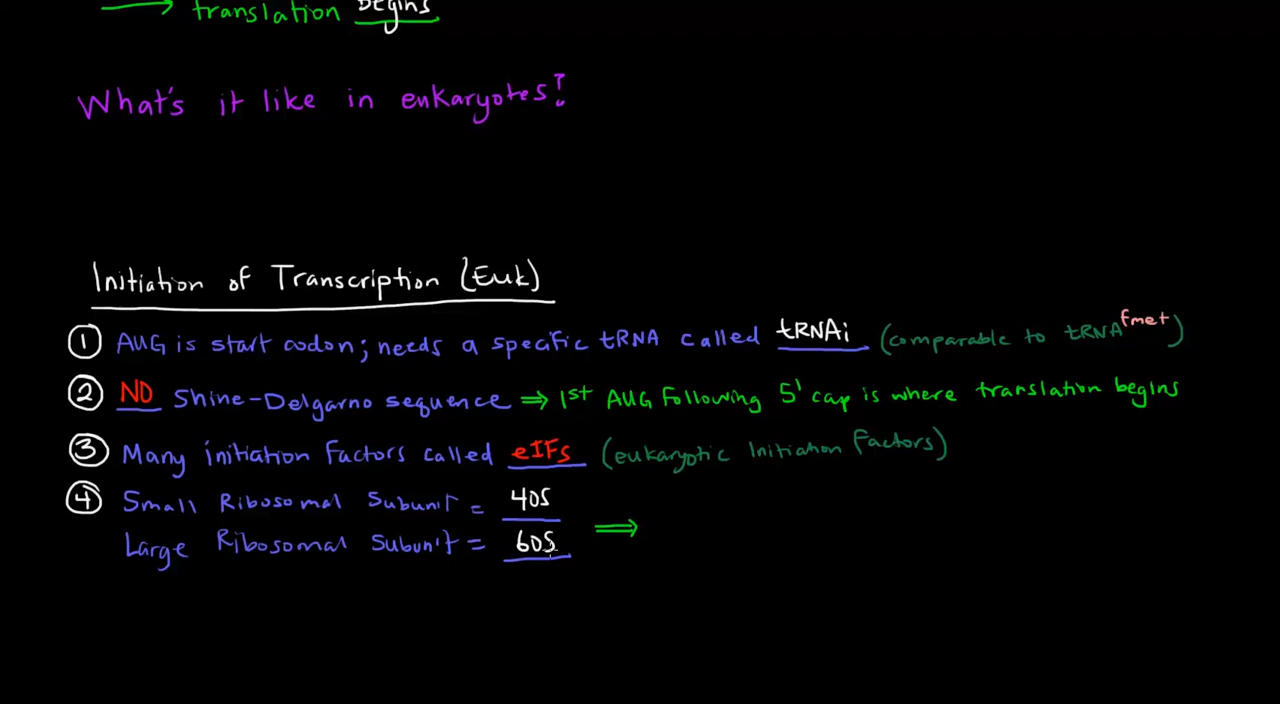 ⟹ translation begins
What's it like in eukaryotes?!
Initiation of Transcription (Euk)
① AUG is start codon; needs a specific tRNA called tRNAi (comparable to tRNA^fmet)
② NO Shine-Delgarno sequence ⟹ 1st AUG following 5' cap is where translation begins
③ Many initiation Factors called eIFs (eukaryotic Initiation Factors)
④ Small Ribosomal Subunit = 40S
Large Ribosomal Subunit = 60S ⟹